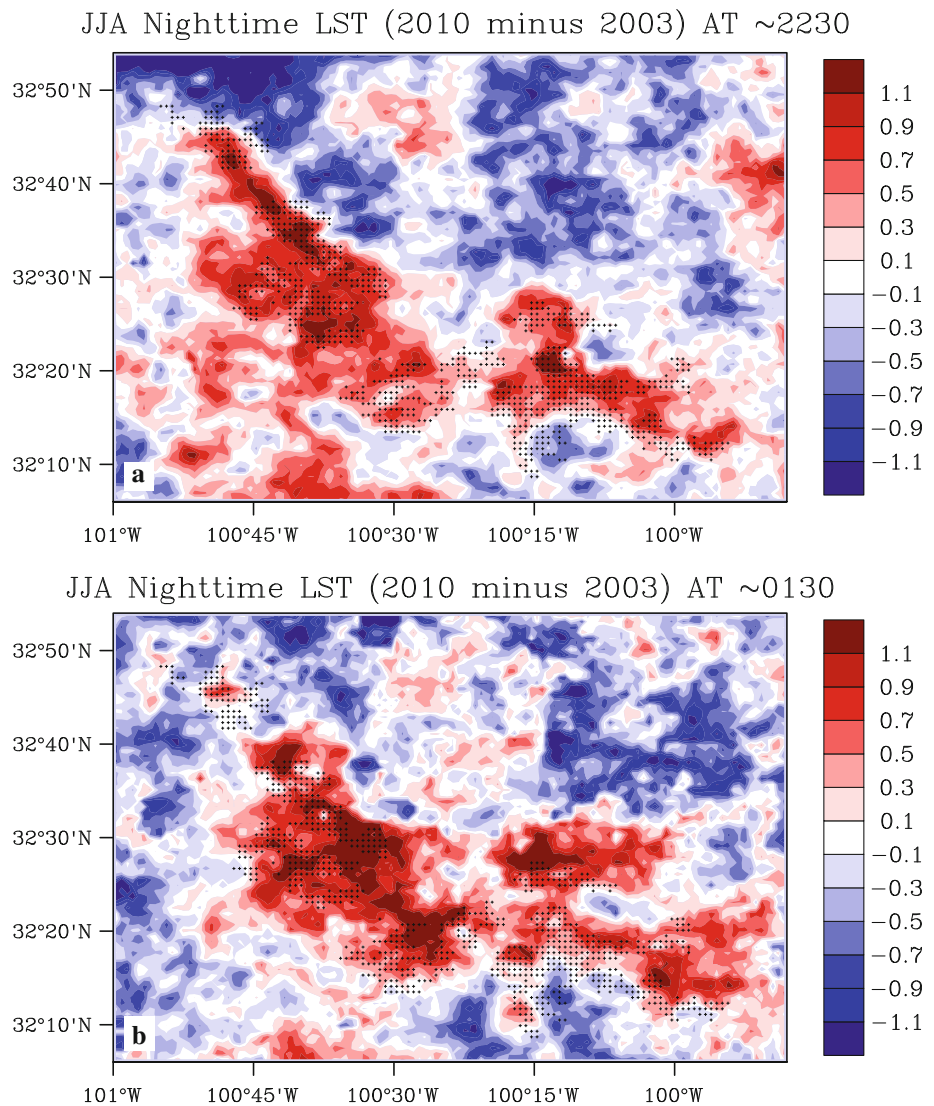 JJA Nighttime LST (2010 minus 2003) AT ~2230
32°50'N
32°40'N
32°30'N
32°20'N
32°10'N
a
101°W
100°45'W
100°30'W
100°15'W
100°W
1.1
0.9
0.7
0.5
0.3
0.1
−0.1
−0.3
−0.5
−0.7
−0.9
−1.1
JJA Nighttime LST (2010 minus 2003) AT ~0130
32°50'N
32°40'N
32°30'N
32°20'N
32°10'N
b
101°W
100°45'W
100°30'W
100°15'W
100°W
1.1
0.9
0.7
0.5
0.3
0.1
−0.1
−0.3
−0.5
−0.7
−0.9
−1.1